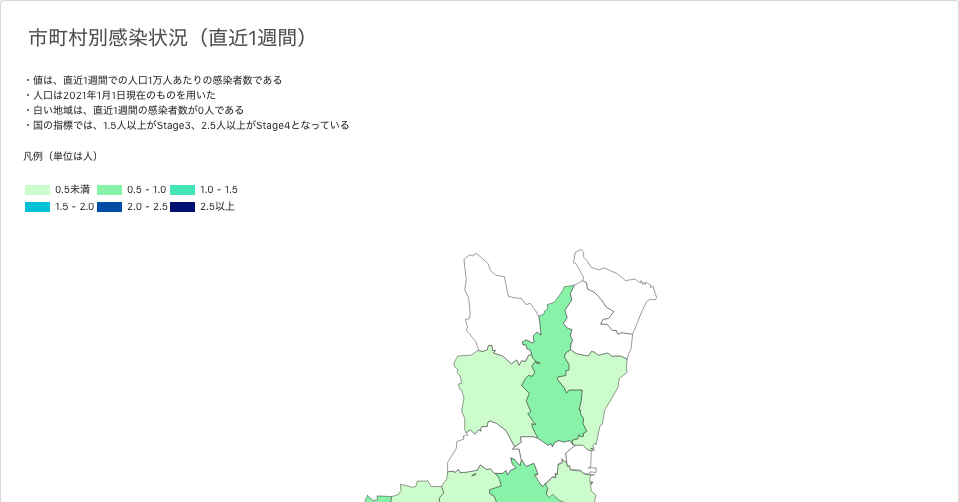 市町村別感染状況（直近1週間）
・値は、直近1週間での人口1万人あたりの感染者数である
・人口は2021年1月1日現在のものを用いた
・白い地域は、直近1週間の感染者数が0人である
・国の指標では、1.5人以上がStage3、2.5人以上がStage4となっている
凡例（単位は人）
0.5未満 0.5 - 1.0 1.0 - 1.5
1.5 - 2.0 2.0 - 2.5 2.5以上